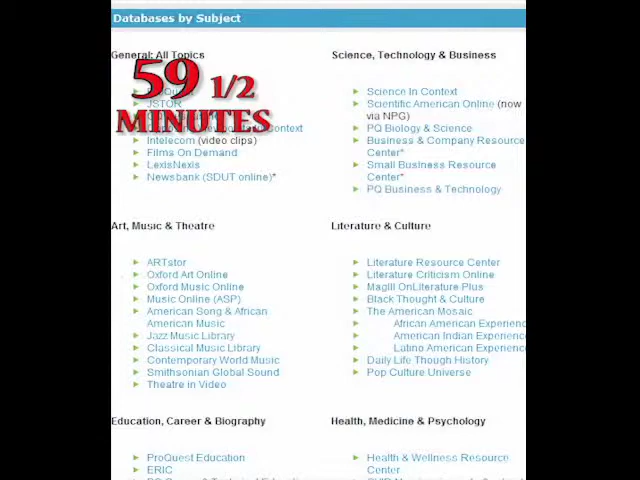 Databases by Subject
General: All Topics
59 1/2
MINUTES
JSTOR
Intelecom (video clips)
Films On Demand
LexisNexis
Newsbank (SDUT online)*
Science, Technology & Business
Science In Context
Scientific American Online (now
via NPG)
PQ Biology & Science
Business & Company Resource
Center*
Small Business Resource
Center*
PQ Business & Technology
Art, Music & Theatre
ARTstor
Oxford Art Online
Oxford Music Online
Music Online (ASP)
American Song & African
American Music
Jazz Music Library
Classical Music Library
Contemporary World Music
Smithsonian Global Sound
Theatre in Video
Literature & Culture
Literature Resource Center
Literature Criticism Online
Magill OnLiterature Plus
Black Thought & Culture
The American Mosaic
African American Experience
American Indian Experience
Latino American Experience
Daily Life Though History
Pop Culture Universe
Education, Career & Biography
ProQuest Education
ERIC
Health, Medicine & Psychology
Health & Wellness Resource
Center